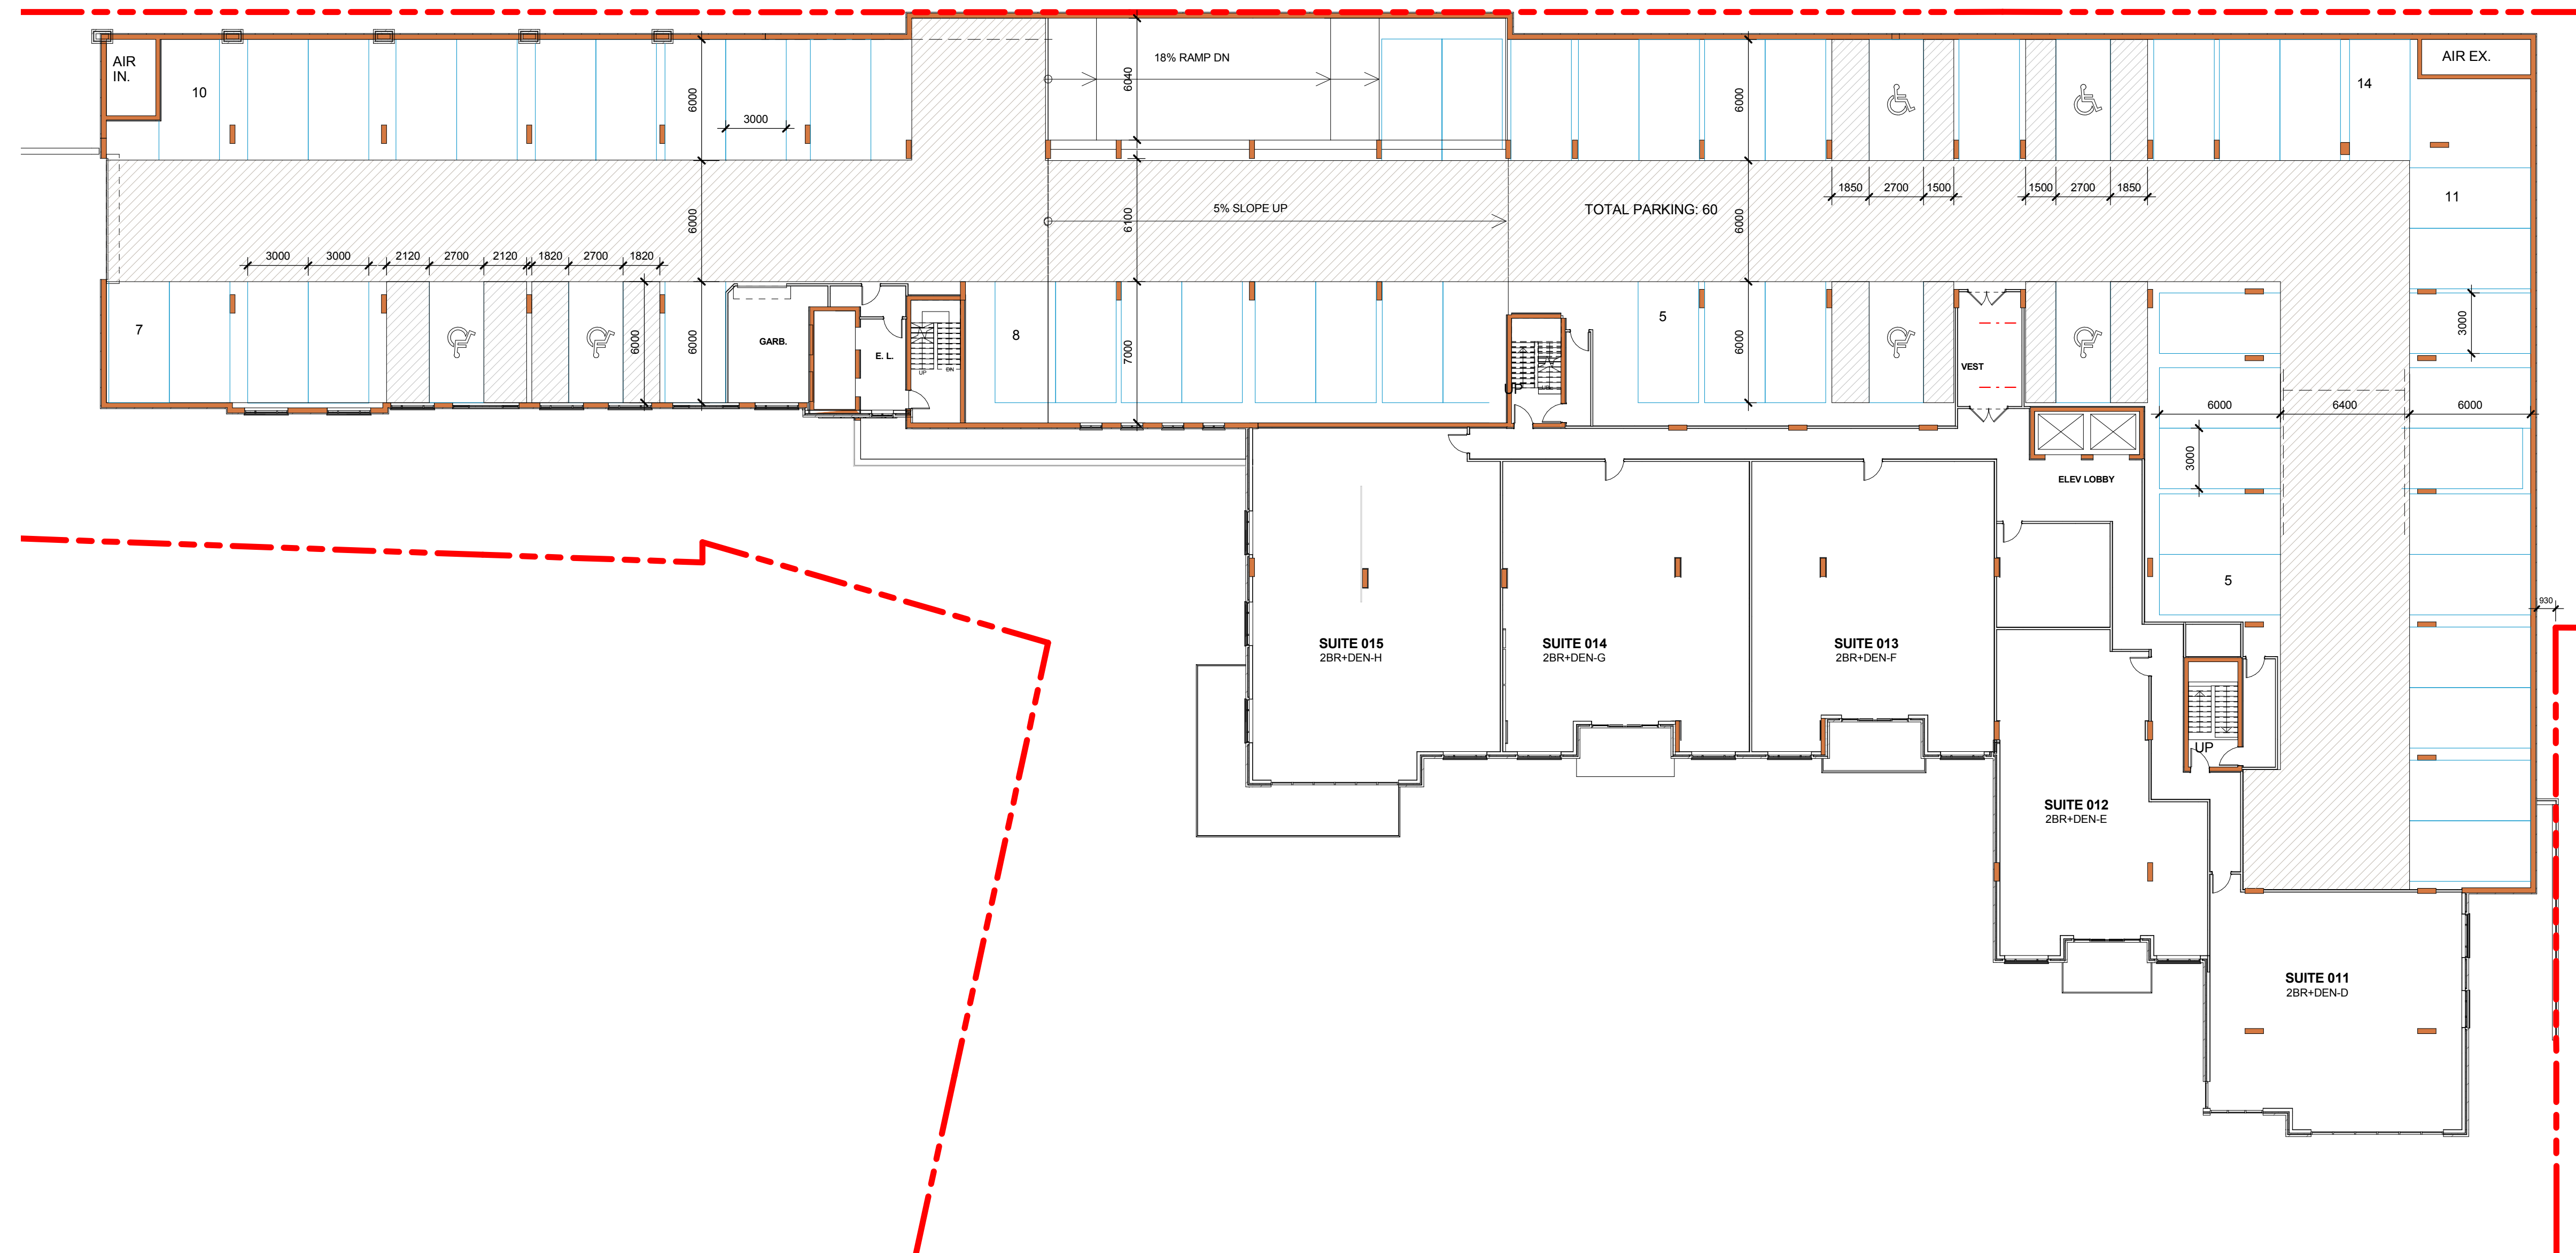 AIR
IN.
10
6000
3000
18% RAMP DN
6040
6000
14
AIR EX.
1850
2700
1500
1500
2700
1850
11
6000
6100
5% SLOPE UP
6000
TOTAL PARKING: 60
3000
3000
2120
2700
2120
1820
2700
1820
7
6000
6000
GARB.
E. L.
UP
DN
8
7000
UP
5
6000
VEST
3000
6000
6400
6000
3000
ELEV LOBBY
5
930
SUITE 015
2BR+DEN-H
SUITE 014
2BR+DEN-G
SUITE 013
2BR+DEN-F
UP
SUITE 012
2BR+DEN-E
SUITE 011
2BR+DEN-D